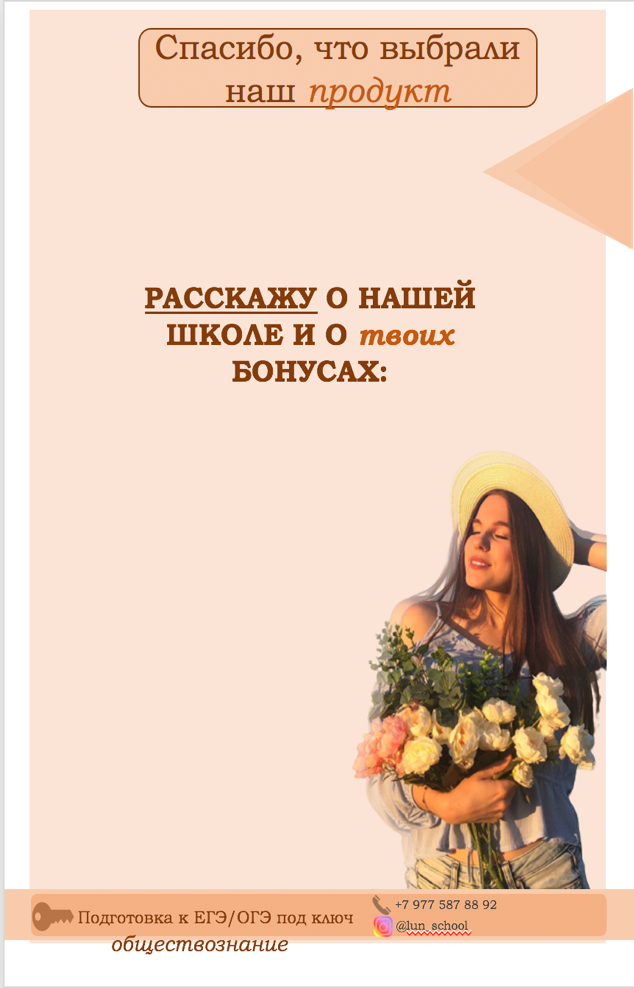 Спасибо, что выбрали
наш продукт
РАССКАЖУ О НАШЕЙ
ШКОЛЕ И О твоих
БОНУСАХ:
Подготовка к ЕГЭ/ОГЭ под ключ
обществознание
+7 977 587 88 92
@lun_school